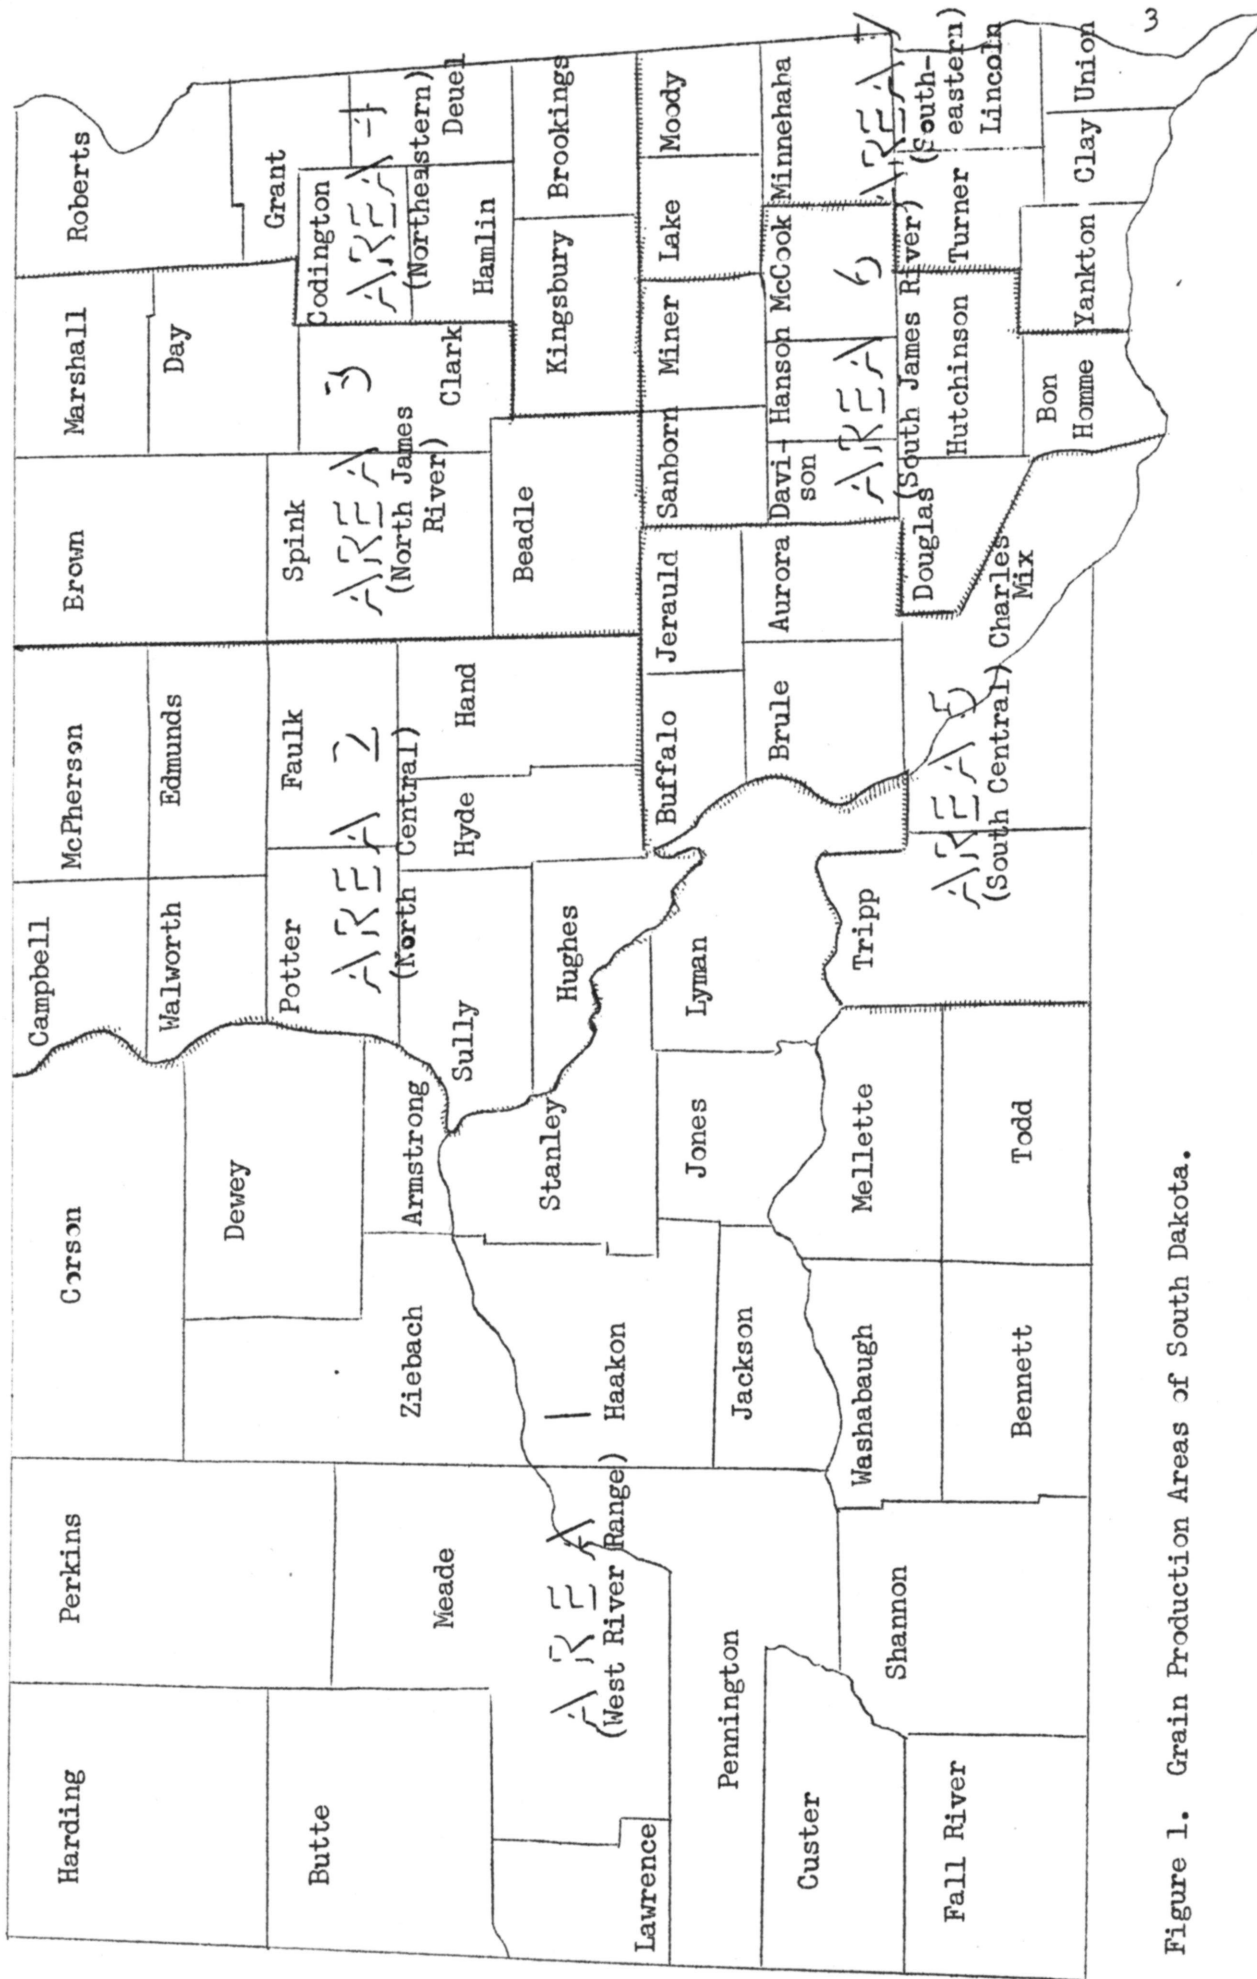 Harding
Perkins
Corson
Campbell
McPherson
Brown
Marshall
Roberts
Butte
Meade
Ziebach
Dewey
Walworth
Edmunds
Day
Grant
Potter
Faulk
Spink
Codington
AREA 2
(North Central)
AREA 3
(North James
River)
Clark
AREA 4
(Northeastern)
Deuel
Hamlin
Armstrong
Sully
Hyde
Hand
Beadle
Kingsbury
Brookings
Lawrence
AREA 1
(West River Range)
Haakon
Stanley
Hughes
Buffalo
Jerauld
Sanborn
Miner
Lake
Moody
Pennington
Jackson
Jones
Lyman
Brule
Aurora
Davi-
son
Hanson
McCook
Minnehaha
Custer
Shannon
Washabaugh
Mellette
Tripp
AREA 5
(South Central)
Charles
Mix
Douglas
AREA 6
(South James River)
Hutchinson
Turner
AREA 7
(South-
eastern)
Lincoln
Fall River
Bennett
Todd
Bon
Homme
Yankton
Clay
Union
3
Figure 1. Grain Production Areas of South Dakota.